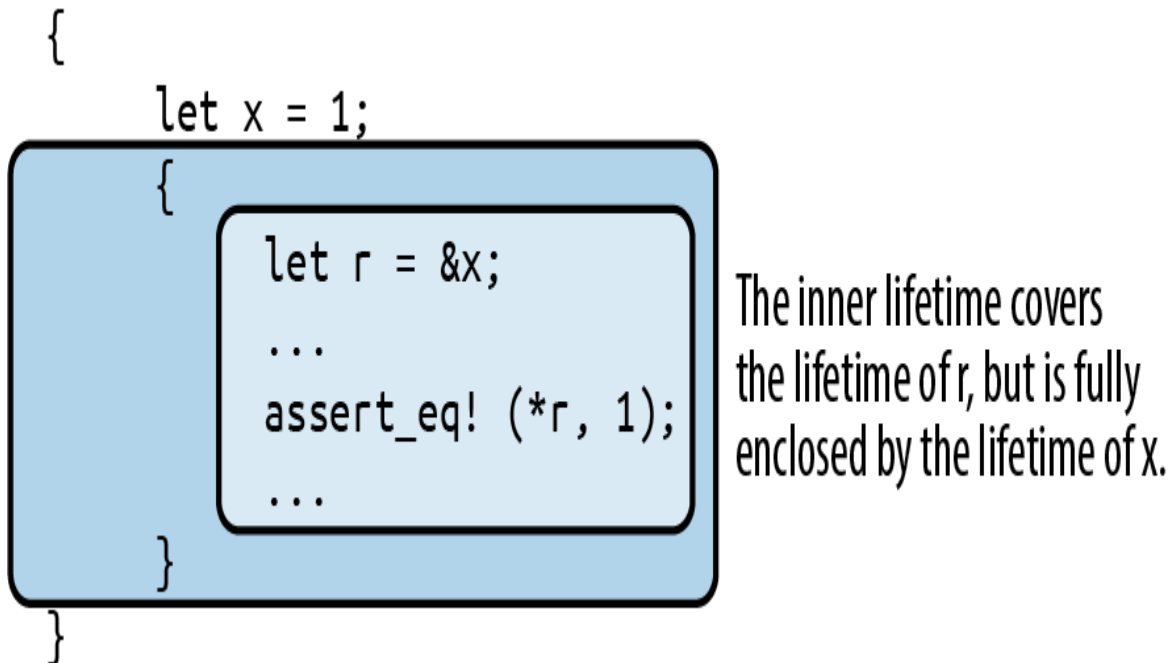 {
let x = 1;
{
let r = &x;
...
assert_eq! (*r, 1);
...
}
}
The inner lifetime covers
the lifetime of r, but is fully
enclosed by the lifetime of x.